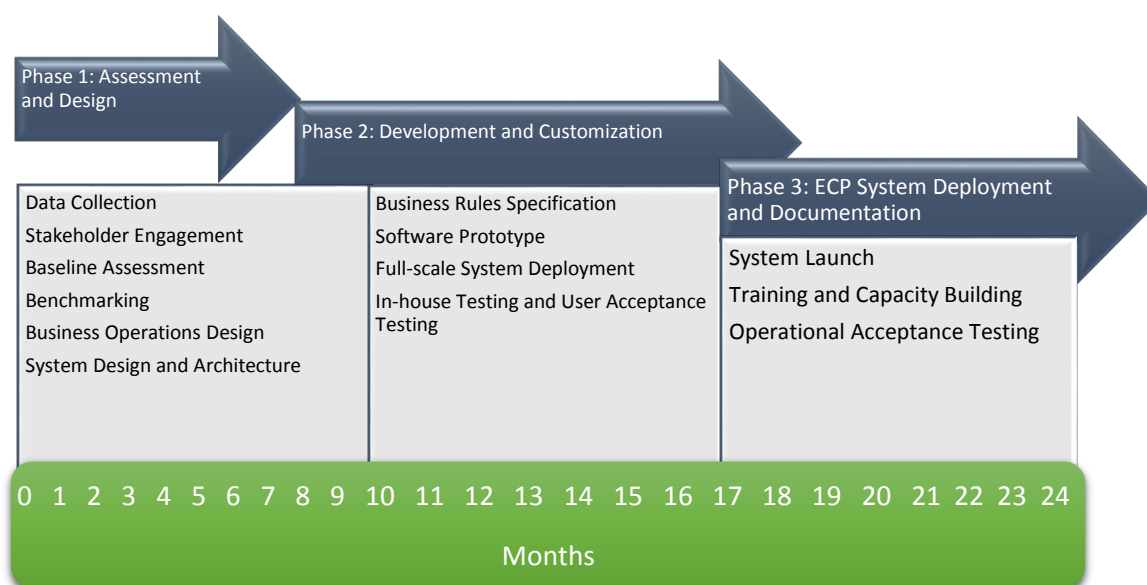 Phase 1: Assessment
and Design
Phase 2: Development and Customization
Phase 3: ECP System Deployment
and Documentation
Data Collection
Stakeholder Engagement
Baseline Assessment
Benchmarking
Business Operations Design
System Design and Architecture
Business Rules Specification
Software Prototype
Full-scale System Deployment
In-house Testing and User Acceptance
Testing
System Launch
Training and Capacity Building
Operational Acceptance Testing
0 1 2 3 4 5 6 7 8 9 10 11 12 13 14 15 16 17 18 19 20 21 22 23 24
Months